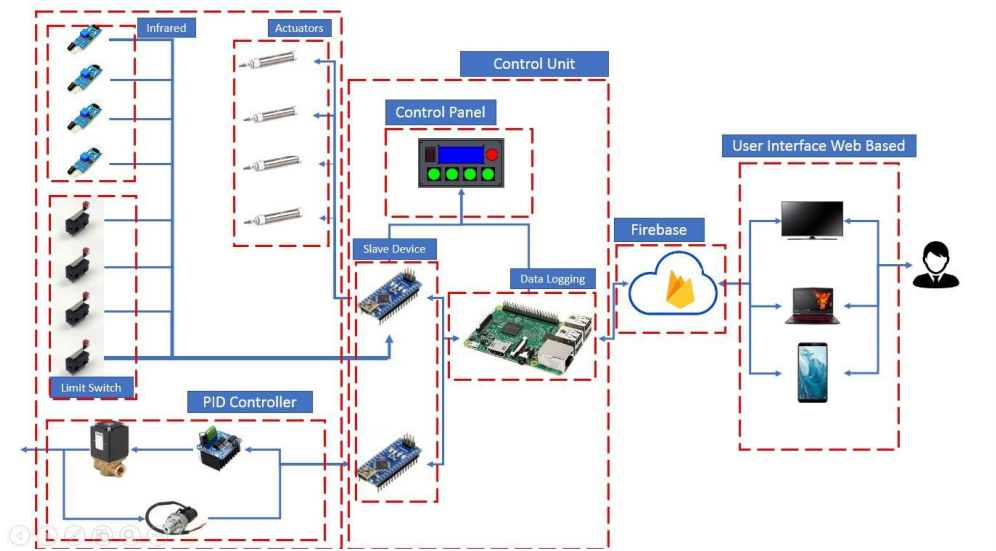 Infrared
Actuators
Control Unit
Control Panel
User Interface Web Based
Firebase
Slave Device
Data Logging
Limit Switch
PID Controller